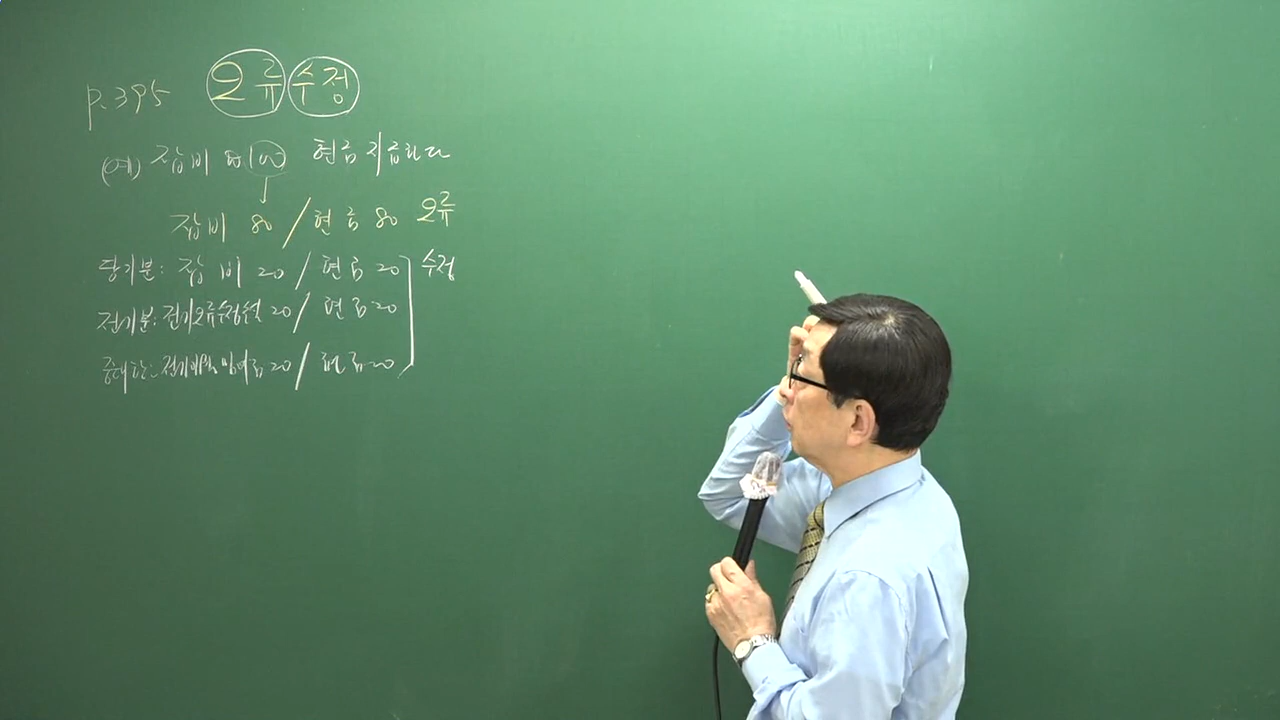 p.395 오류 수정
(예) 잡비 ₩100 현금지급하다
잡비 80 / 현금 80 오류
당기분: 잡비 20 / 현금 20 수정
전기분: 전기오류수정손실 20 / 현금 20
중대한: 전기이월 잉여금 20 / 현금 20